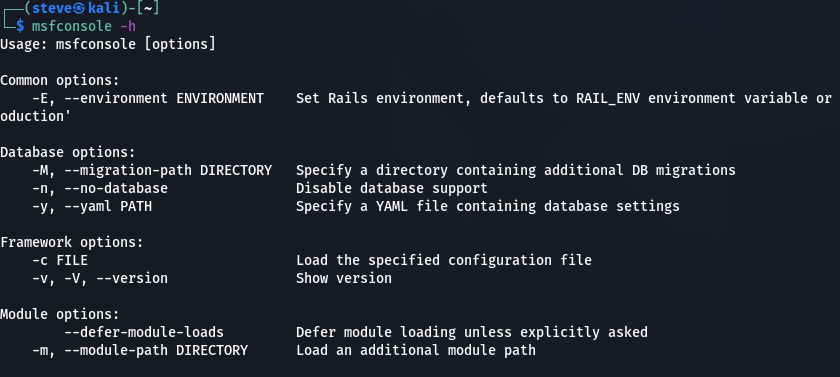 ┌──(steve㉿kali)-[~]
└─$ msfconsole -h
Usage: msfconsole [options]

Common options:
    -E, --environment ENVIRONMENT    Set Rails environment, defaults to RAIL_ENV environment variable or
oduction'

Database options:
    -M, --migration-path DIRECTORY   Specify a directory containing additional DB migrations
    -n, --no-database                Disable database support
    -y, --yaml PATH                  Specify a YAML file containing database settings

Framework options:
    -c FILE                          Load the specified configuration file
    -v, -V, --version                Show version

Module options:
        --defer-module-loads         Defer module loading unless explicitly asked
    -m, --module-path DIRECTORY      Load an additional module path